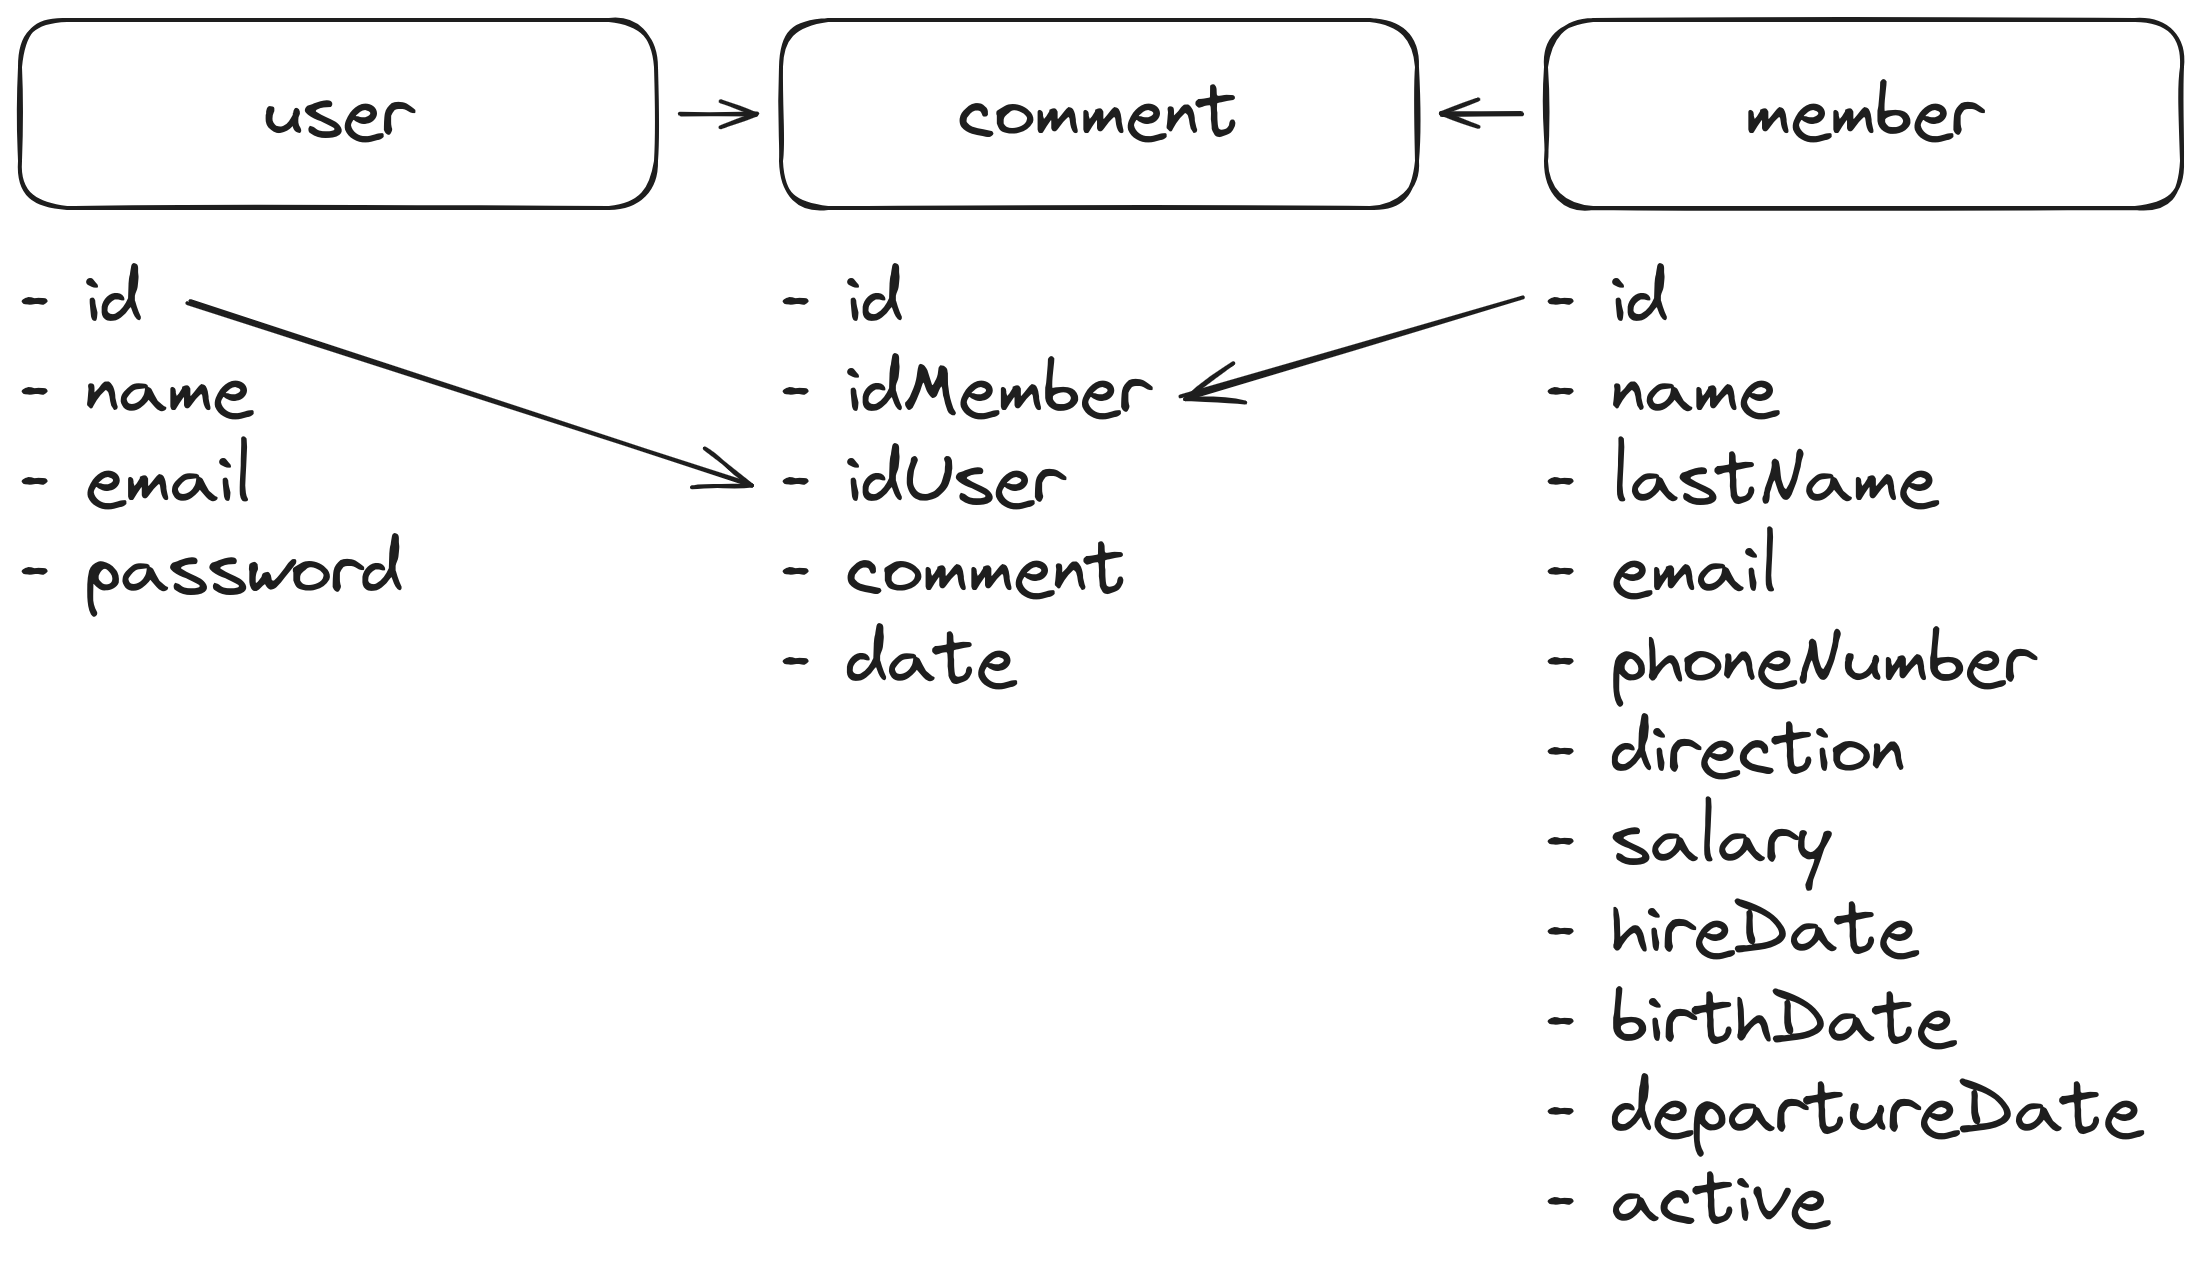 user
- id
- name
- email
- password
comment
- id
- idMember
- idUser
- comment
- date
member
- id
- name
- lastName
- email
- phoneNumber
- direction
- salary
- hireDate
- birthDate
- departureDate
- active